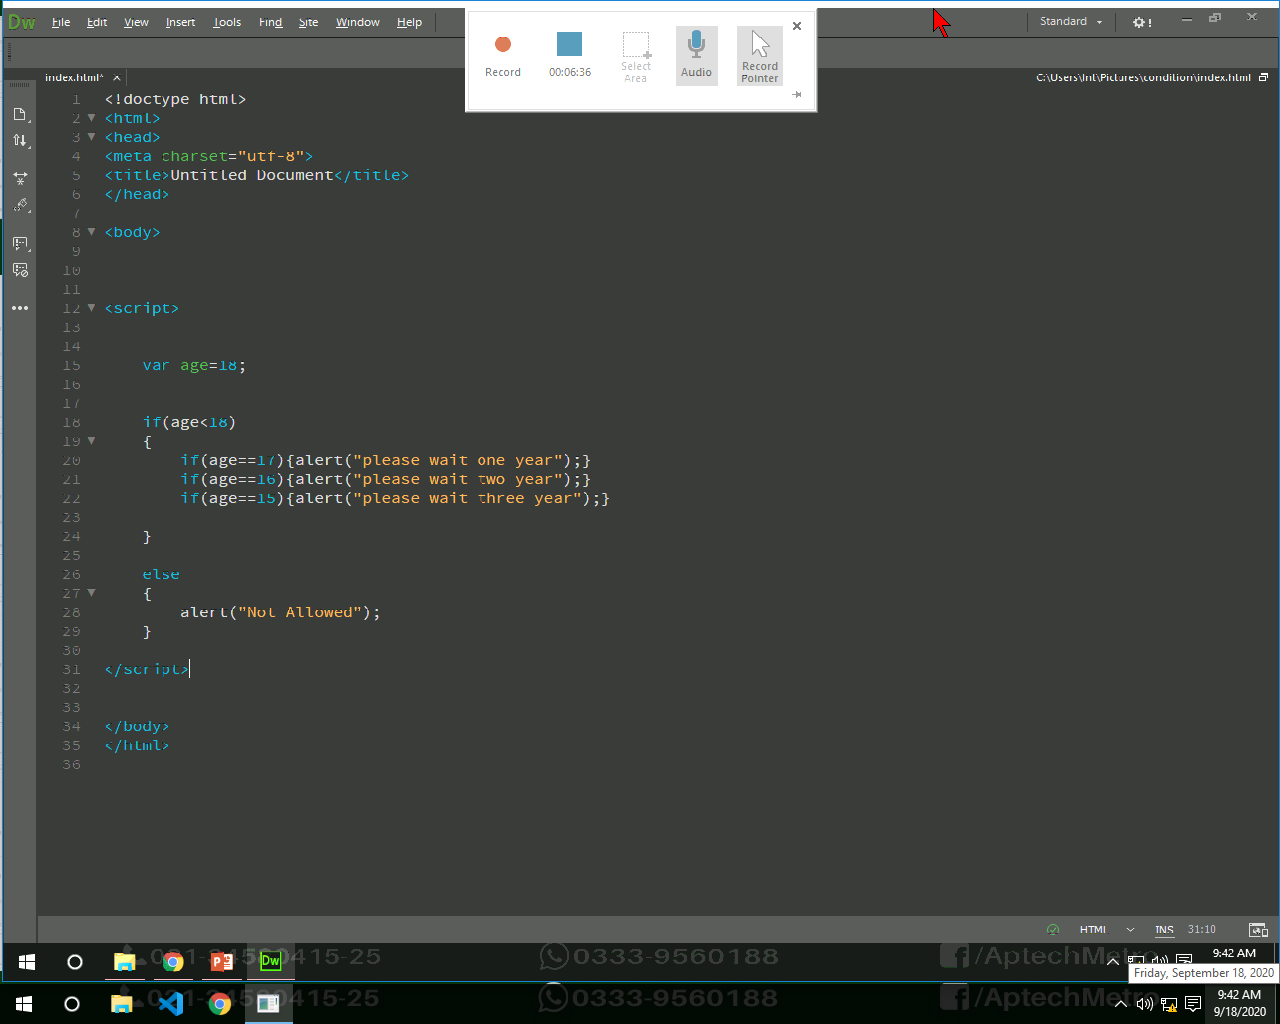 Dw File Edit View Insert Tools Find Site Window Help
Standard
Record 00:06:36 Select Area Audio Record Pointer
index.html*
C:\Users\Int\Pictures\condition\index.html
1 <!doctype html>
2 <html>
3 <head>
4 <meta charset="utf-8">
5 <title>Untitled Document</title>
6 </head>
7
8 <body>
9
10
11
12 <script>
13
14
15 var age=18;
16
17
18 if(age<18)
19 {
20 if(age==17){alert("please wait one year");}
21 if(age==16){alert("please wait two year");}
22 if(age==15){alert("please wait three year");}
23
24 }
25
26 else
27 {
28 alert("Not Allowed");
29 }
30
31 </script>
32
33
34 </body>
35 </html>
36
HTML INS 31:10
0333-9560188 /AptechMetro 9:42 AM
Friday, September 18, 2020
0333-9560188 /AptechMetro 9:42 AM
9/18/2020